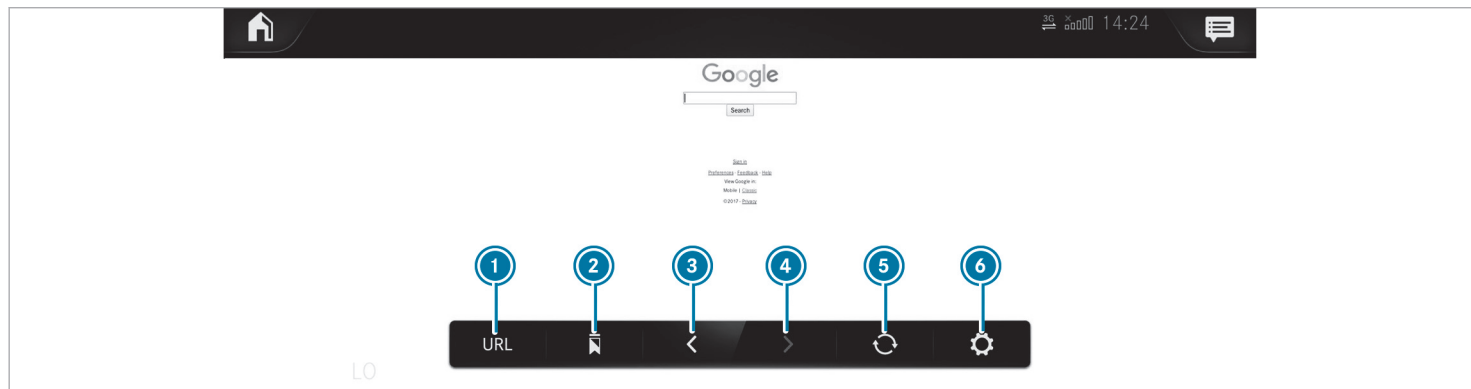 3G 14:24
Google
Search
Sign in
Preferences - Feedback - Help
View Google in:
Mobile | Classic
©2017 - Privacy
1 2 3 4 5 6
URL
LO